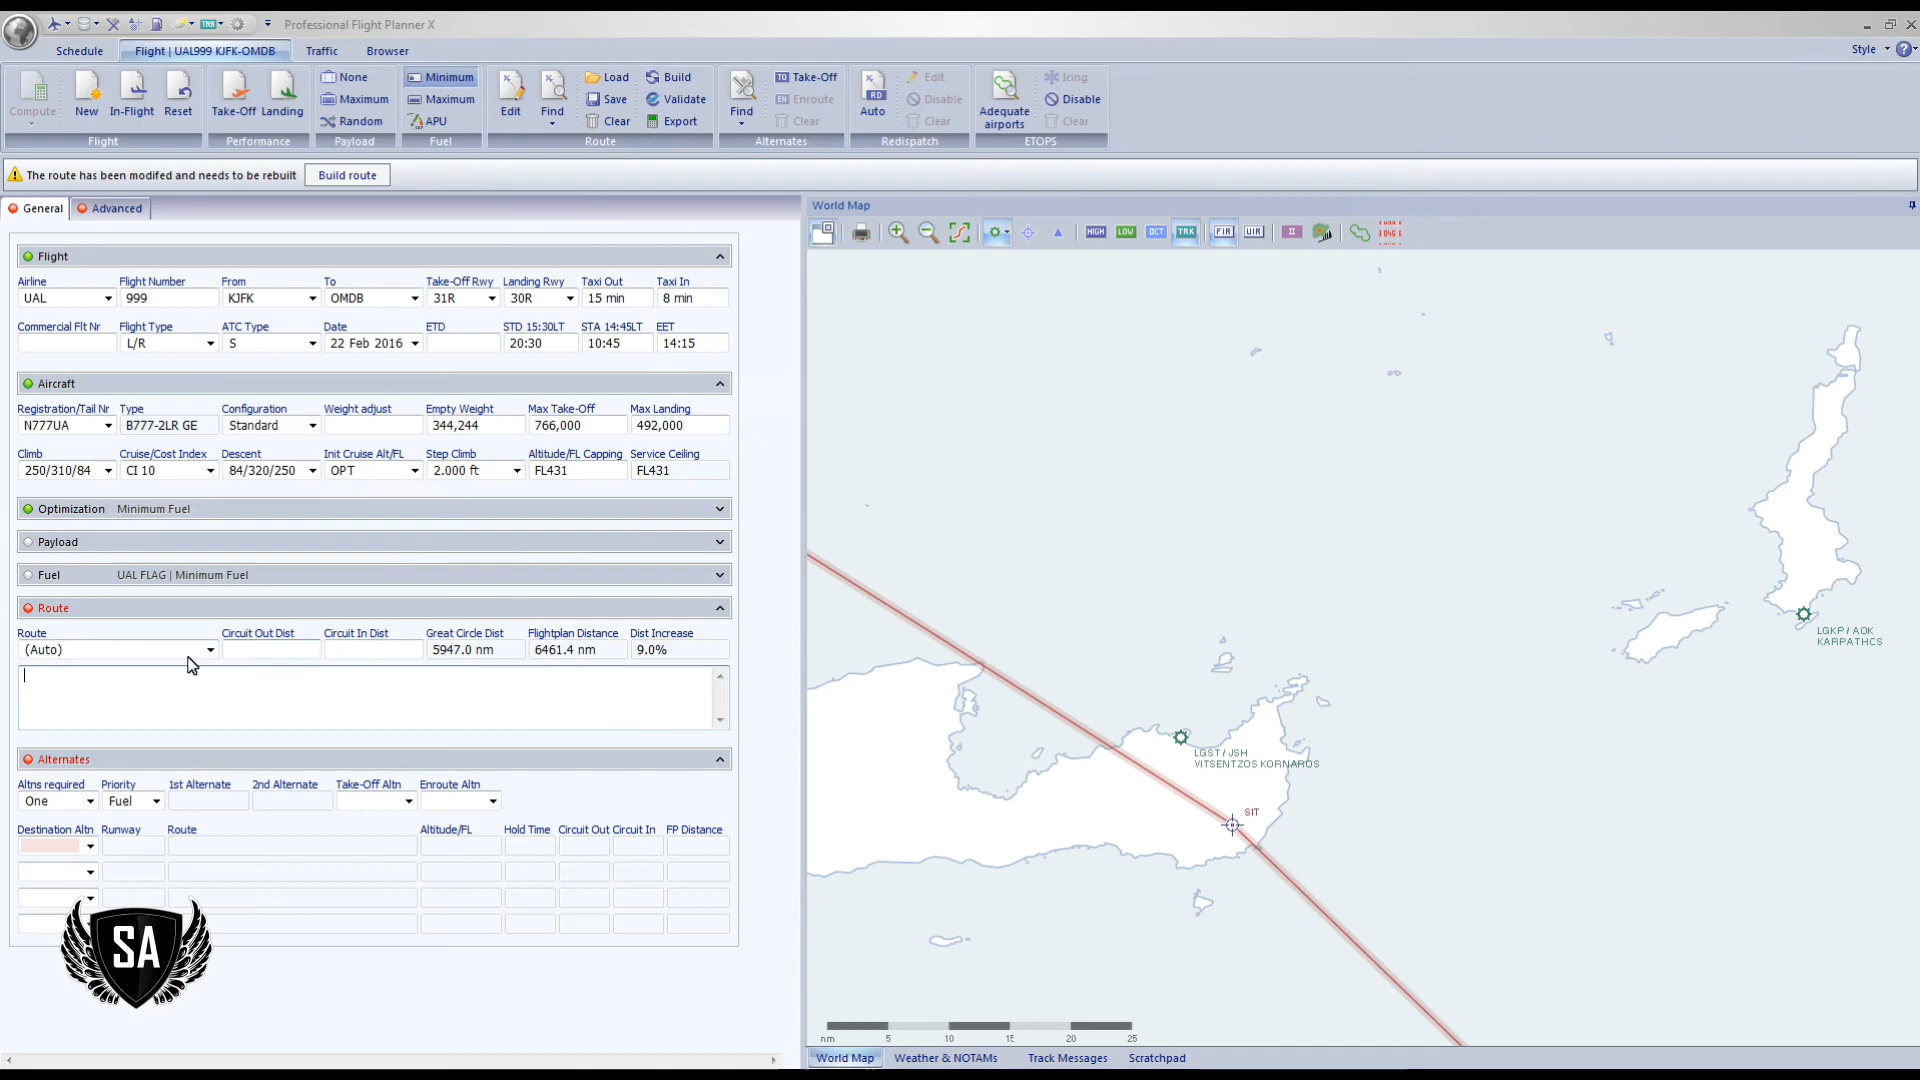 Professional Flight Planner X
Schedule Flight | UAL999 KJFK-OMDB Traffic Browser Style
Compute New In-Flight Reset Take-Off Landing None Maximum Random Minimum Maximum APU Edit Find Load Save Clear Build Validate Export Find Take-Off Enroute Clear Auto Edit Disable Clear Adequate airports Icing Disable Clear
Flight Performance Payload Fuel Route Alternates Redispatch ETOPS
The route has been modifed and needs to be rebuilt Build route
General Advanced
World Map
HIGH LOW DCT TRK FIR UIR
Flight
Airline Flight Number From To Take-Off Rwy Landing Rwy Taxi Out Taxi In
UAL 999 KJFK OMDB 31R 30R 15 min 8 min
Commercial Flt Nr Flight Type ATC Type Date ETD STD 15:30LT STA 14:45LT EET
L/R S 22 Feb 2016 20:30 10:45 14:15
Aircraft
Registration/Tail Nr Type Configuration Weight adjust Empty Weight Max Take-Off Max Landing
N777UA B777-2LR GE Standard 344,244 766,000 492,000
Climb Cruise/Cost Index Descent Init Cruise Alt/FL Step Climb Altitude/FL Capping Service Ceiling
250/310/84 CI 10 84/320/250 OPT 2.000 ft FL431 FL431
Optimization Minimum Fuel
Payload
Fuel UAL FLAG | Minimum Fuel
Route
Route Circuit Out Dist Circuit In Dist Great Circle Dist Flightplan Distance Dist Increase
(Auto) 5947.0 nm 6461.4 nm 9.0%
Alternates
Altns required Priority 1st Alternate 2nd Alternate Take-Off Altn Enroute Altn
One Fuel
Destination Altn Runway Route Altitude/FL Hold Time Circuit Out Circuit In FP Distance
SA
LGKP / AOK
KARPATHOS
LGST / JSH
VITSENTZOS KORNAROS
SIT
nm 5 10 15 20 25
World Map Weather & NOTAMs Track Messages Scratchpad